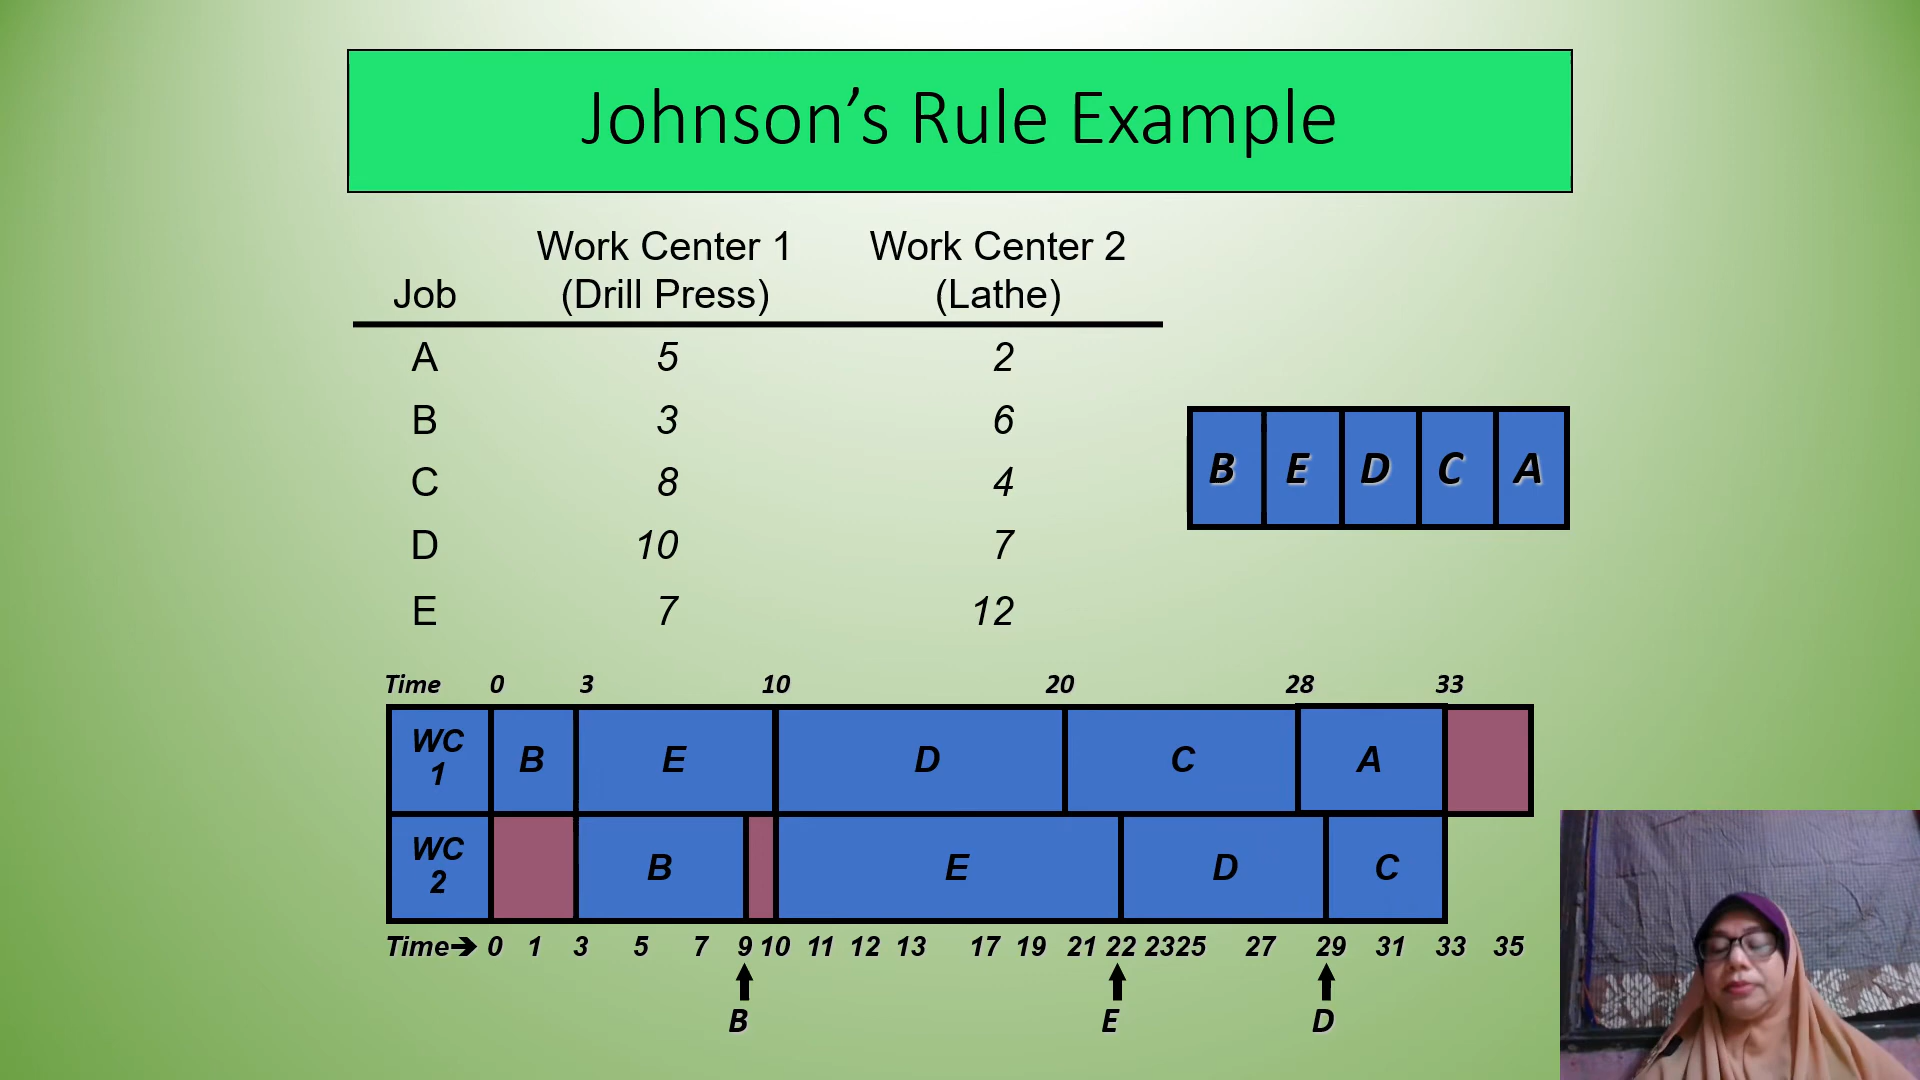 Johnson’s Rule Example
Work Center 1 Work Center 2
Job (Drill Press) (Lathe)
A 5 2
B 3 6
C 8 4
D 10 7
E 7 12
B E D C A
Time 0 3 10 20 28 33
WC
1
B E D C A
WC
2
B E D C
Time➔ 0 1 3 5 7 9 10 11 12 13 17 19 21 22 23 25 27 29 31 33 35
B E D